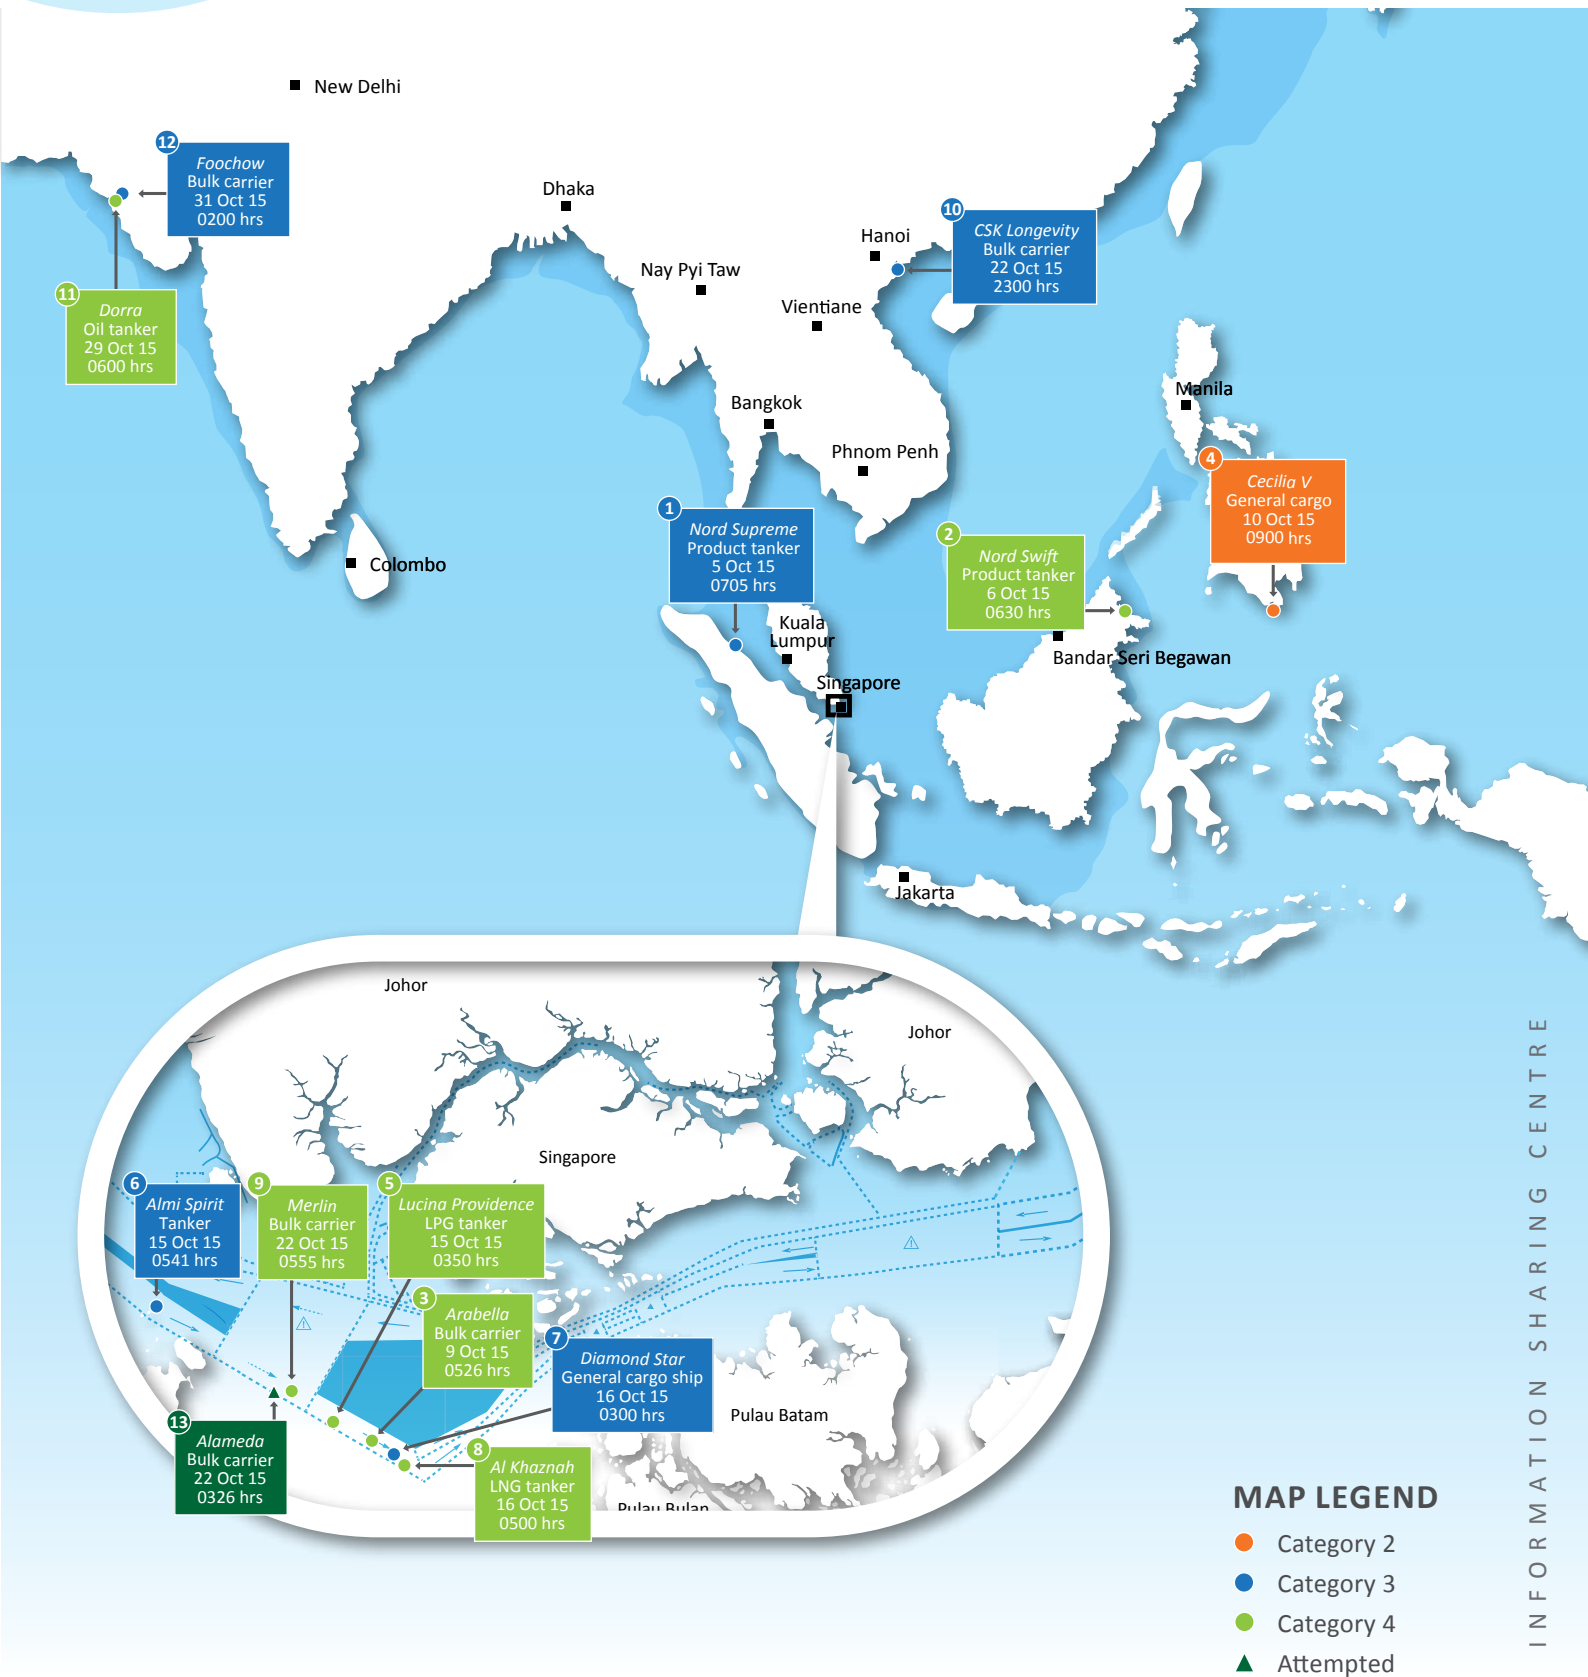 New Delhi
12
Foochow
Bulk carrier
31 Oct 15
0200 hrs
Dhaka
10
CSK Longevity
Bulk carrier
22 Oct 15
2300 hrs
Hanoi
Nay Pyi Taw
11
Dorra
Oil tanker
29 Oct 15
0600 hrs
Vientiane
Manila
Bangkok
Phnom Penh
4
Cecilia V
General cargo
10 Oct 15
0900 hrs
1
Nord Supreme
Product tanker
5 Oct 15
0705 hrs
2
Nord Swift
Product tanker
6 Oct 15
0630 hrs
Colombo
Kuala
Lumpur
Bandar Seri Begawan
Singapore
Jakarta
Johor
Johor
Singapore
6
Almi Spirit
Tanker
15 Oct 15
0541 hrs
9
Merlin
Bulk carrier
22 Oct 15
0555 hrs
5
Lucina Providence
LPG tanker
15 Oct 15
0350 hrs
3
Arabella
Bulk carrier
9 Oct 15
0526 hrs
7
Diamond Star
General cargo ship
16 Oct 15
0300 hrs
Pulau Batam
13
Alameda
Bulk carrier
22 Oct 15
0326 hrs
8
Al Khaznah
LNG tanker
16 Oct 15
0500 hrs
Pulau Bulan
MAP LEGEND
Category 2
Category 3
Category 4
Attempted
INFORMATION SHARING CENTRE